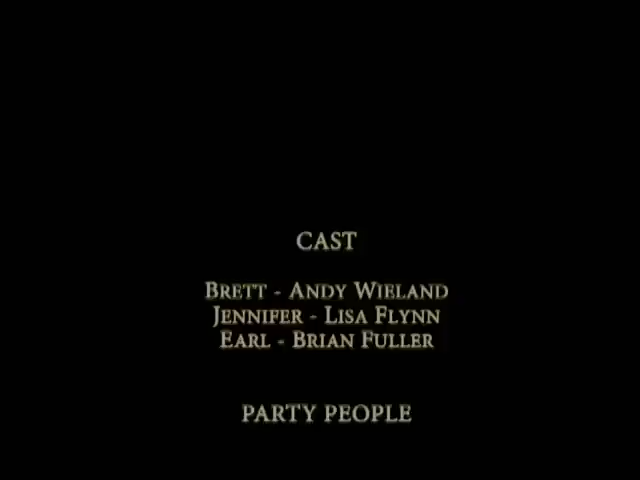 CAST
Brett - Andy Wieland
Jennifer - Lisa Flynn
Earl - Brian Fuller
PARTY PEOPLE